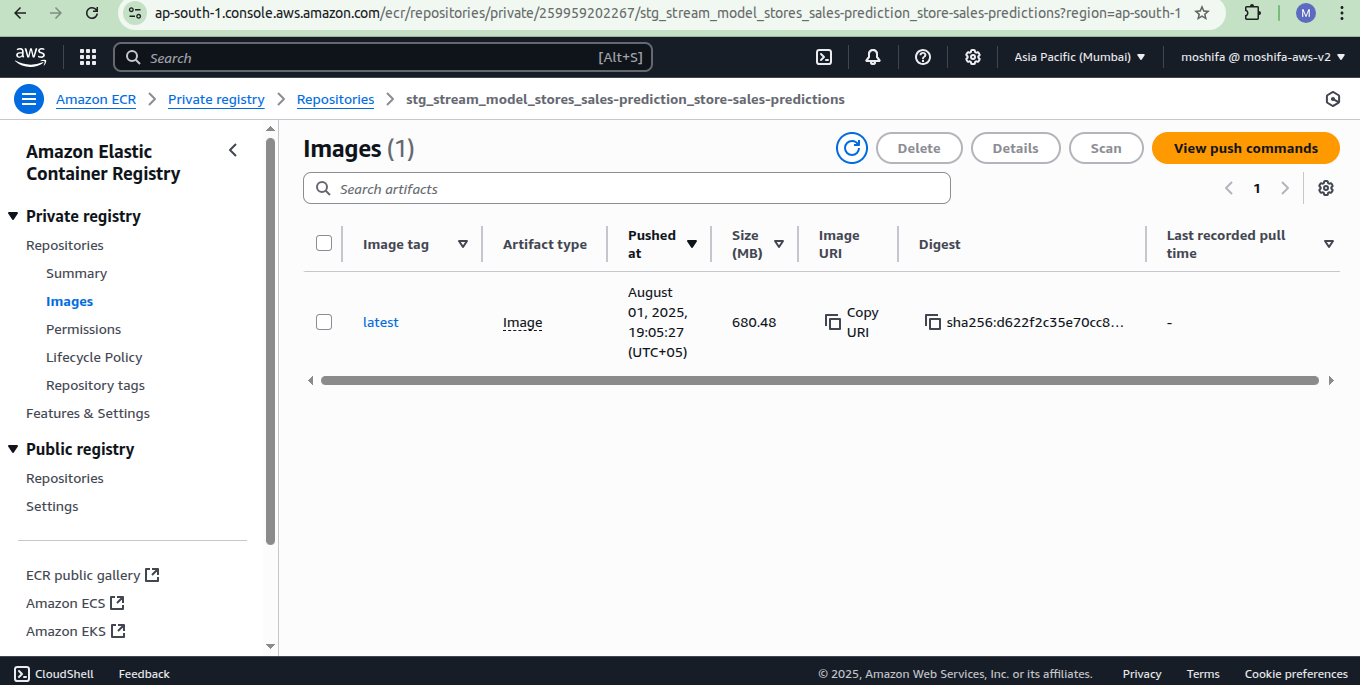 ap-south-1.console.aws.amazon.com/ecr/repositories/private/259959202267/stg_stream_model_stores_sales-prediction_store-sales-predictions?region=ap-south-1
M
aws
Search
[Alt+S]
Asia Pacific (Mumbai)
moshifa @ moshifa-aws-v2
Amazon ECR
Private registry
Repositories
stg_stream_model_stores_sales-prediction_store-sales-predictions
Amazon Elastic
Container Registry
Private registry
Repositories
Summary
Images
Permissions
Lifecycle Policy
Repository tags
Features & Settings
Public registry
Repositories
Settings
ECR public gallery
Amazon ECS
Amazon EKS
Images (1)
Delete
Details
Scan
View push commands
Search artifacts
1
Image tag
Artifact type
Pushed
at
Size
(MB)
Image
URI
Digest
Last recorded pull
time
latest
Image
August
01, 2025,
19:05:27
(UTC+05)
680.48
Copy
URI
sha256:d622f2c35e70cc8...
-
CloudShell
Feedback
© 2025, Amazon Web Services, Inc. or its affiliates.
Privacy
Terms
Cookie preferences